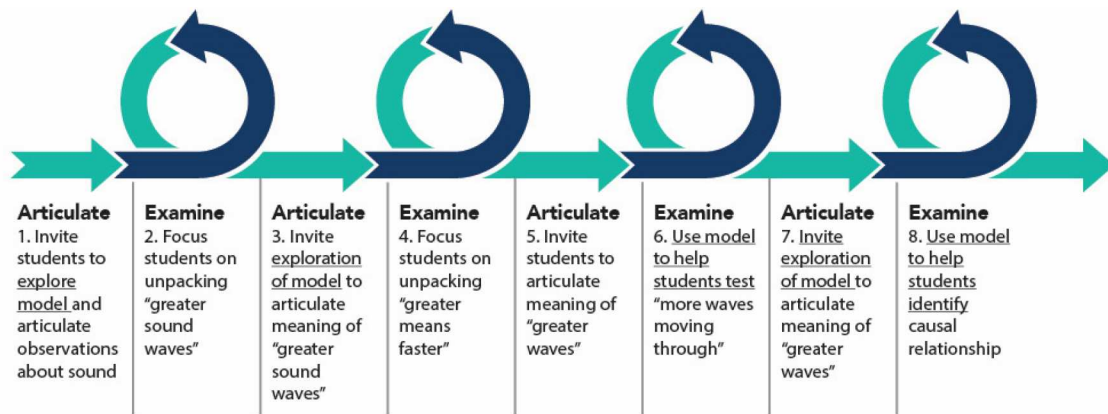 Articulate
1. Invite
students to
explore
model and
articulate
observations
about sound
Examine
2. Focus
students on
unpacking
“greater
sound
waves”
Articulate
3. Invite
exploration
of model to
articulate
meaning of
“greater
sound
waves”
Examine
4. Focus
students on
unpacking
“greater
means
faster”
Articulate
5. Invite
students to
articulate
meaning of
“greater
waves”
Examine
6. Use model
to help
students test
“more waves
moving
through”
Articulate
7. Invite
exploration
of model to
articulate
meaning of
“greater
waves”
Examine
8. Use model
to help
students
identify
causal
relationship